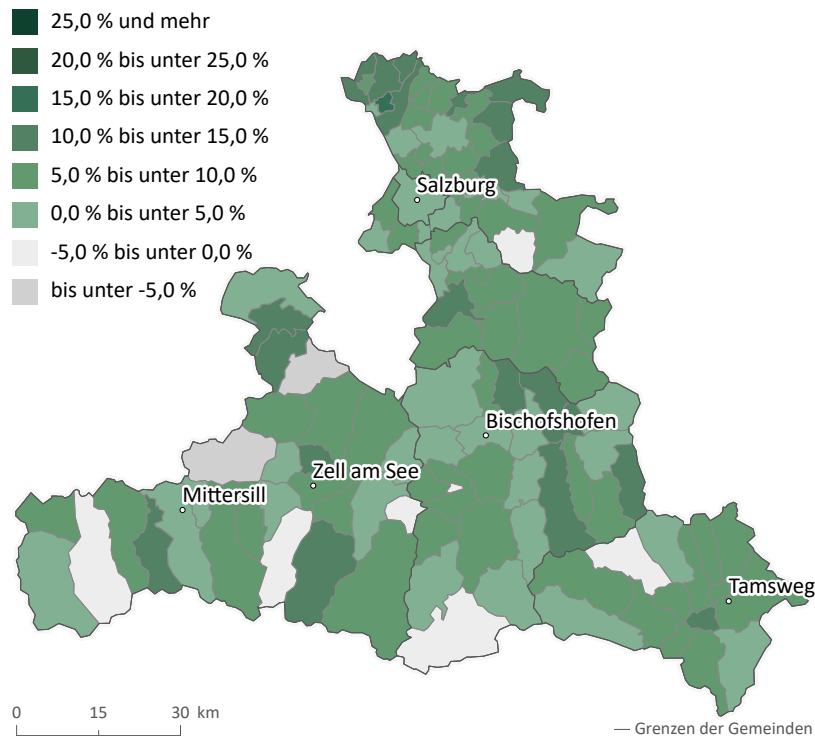 25,0 % und mehr
20,0 % bis unter 25,0 %
15,0 % bis unter 20,0 %
10,0 % bis unter 15,0 %
5,0 % bis unter 10,0 %
0,0 % bis unter 5,0 %
-5,0 % bis unter 0,0 %
bis unter -5,0 %
Salzburg
Bischofshofen
Zell am See
Mittersill
Tamsweg
0 15 30 km
Grenzen der Gemeinden